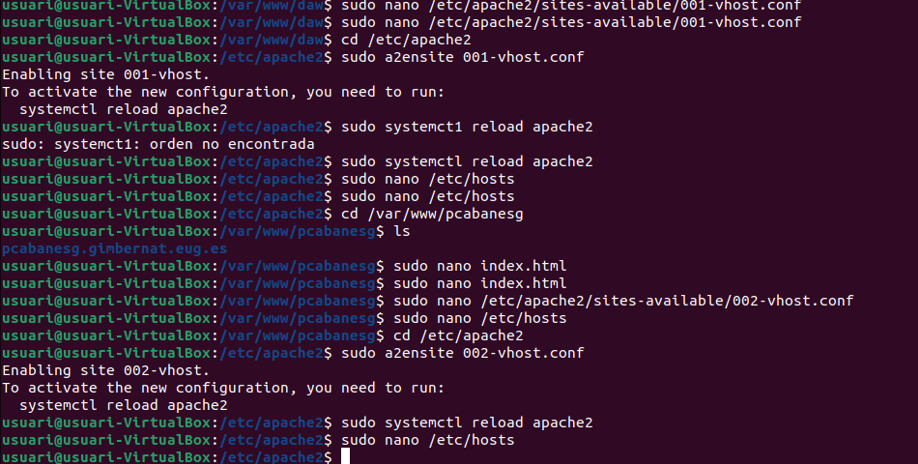 usuari@usuari-VirtualBox:/var/www/daw$ sudo nano /etc/apache2/sites-available/001-vhost.conf
usuari@usuari-VirtualBox:/var/www/daw$ sudo nano /etc/apache2/sites-available/001-vhost.conf
usuari@usuari-VirtualBox:/var/www/daw$ cd /etc/apache2
usuari@usuari-VirtualBox:/etc/apache2$ sudo a2ensite 001-vhost.conf
Enabling site 001-vhost.
To activate the new configuration, you need to run:
  systemctl reload apache2
usuari@usuari-VirtualBox:/etc/apache2$ sudo systemct1 reload apache2
sudo: systemct1: orden no encontrada
usuari@usuari-VirtualBox:/etc/apache2$ sudo systemctl reload apache2
usuari@usuari-VirtualBox:/etc/apache2$ sudo nano /etc/hosts
usuari@usuari-VirtualBox:/etc/apache2$ sudo nano /etc/hosts
usuari@usuari-VirtualBox:/etc/apache2$ cd /var/www/pcabanesg
usuari@usuari-VirtualBox:/var/www/pcabanesg$ ls
pcabanesg.gimbernat.eug.es
usuari@usuari-VirtualBox:/var/www/pcabanesg$ sudo nano index.html
usuari@usuari-VirtualBox:/var/www/pcabanesg$ sudo nano index.html
usuari@usuari-VirtualBox:/var/www/pcabanesg$ sudo nano /etc/apache2/sites-available/002-vhost.conf
usuari@usuari-VirtualBox:/var/www/pcabanesg$ sudo nano /etc/hosts
usuari@usuari-VirtualBox:/var/www/pcabanesg$ cd /etc/apache2
usuari@usuari-VirtualBox:/etc/apache2$ sudo a2ensite 002-vhost.conf
Enabling site 002-vhost.
To activate the new configuration, you need to run:
  systemctl reload apache2
usuari@usuari-VirtualBox:/etc/apache2$ sudo systemctl reload apache2
usuari@usuari-VirtualBox:/etc/apache2$ sudo nano /etc/hosts
usuari@usuari-VirtualBox:/etc/apache2$